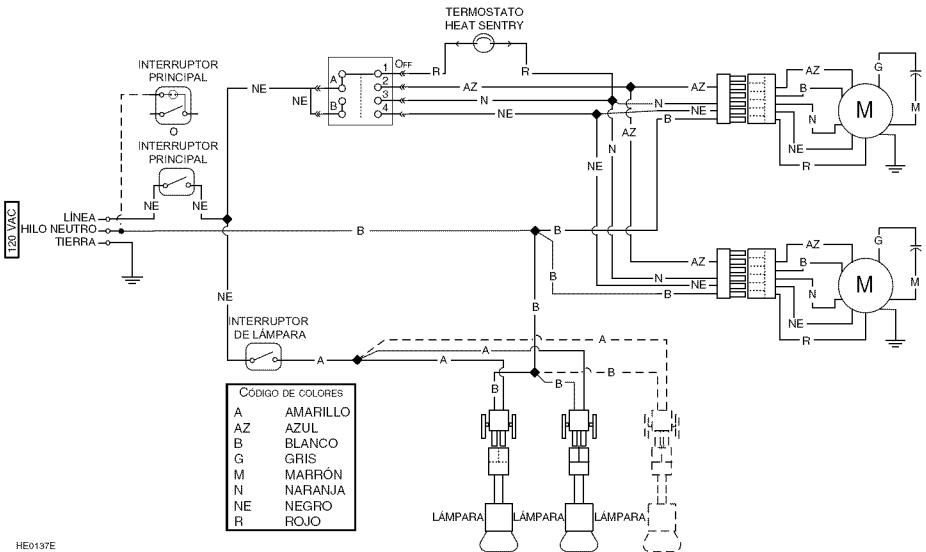 TERMOSTATO
HEAT SENTRY
INTERRUPTOR
PRINCIPAL
O
INTERRUPTOR
PRINCIPAL
NE
NE
A
B
NE
1
OFF
2
3
4
R
R
AZ
N
NE
AZ
N
NE
B
AZ
N
NE
AZ
B
N
NE
R
G
M
M
120 VAC
LÍNEA
HILO NEUTRO
TIERRA
NE
B
B
B
B
AZ
N
NE
B
AZ
B
N
NE
R
G
M
M
INTERRUPTOR
DE LÁMPARA
A
A
A
A
B
B
B
LÁMPARA
LÁMPARA
LÁMPARA
CÓDIGO DE COLORES
A AMARILLO
AZ AZUL
B BLANCO
G GRIS
M MARRÓN
N NARANJA
NE NEGRO
R ROJO
HE0137E